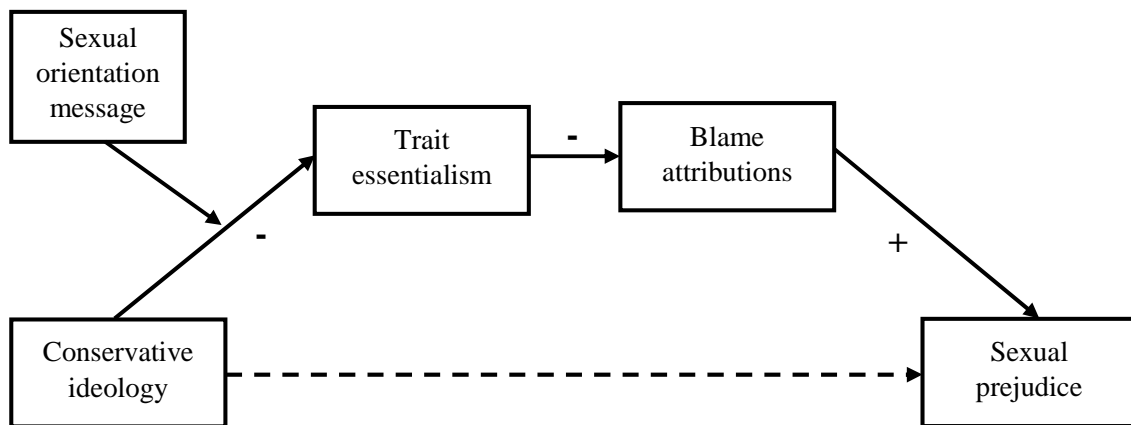 Sexual
orientation
message
Trait
essentialism
-
Blame
attributions
-
+
Conservative
ideology
Sexual
prejudice